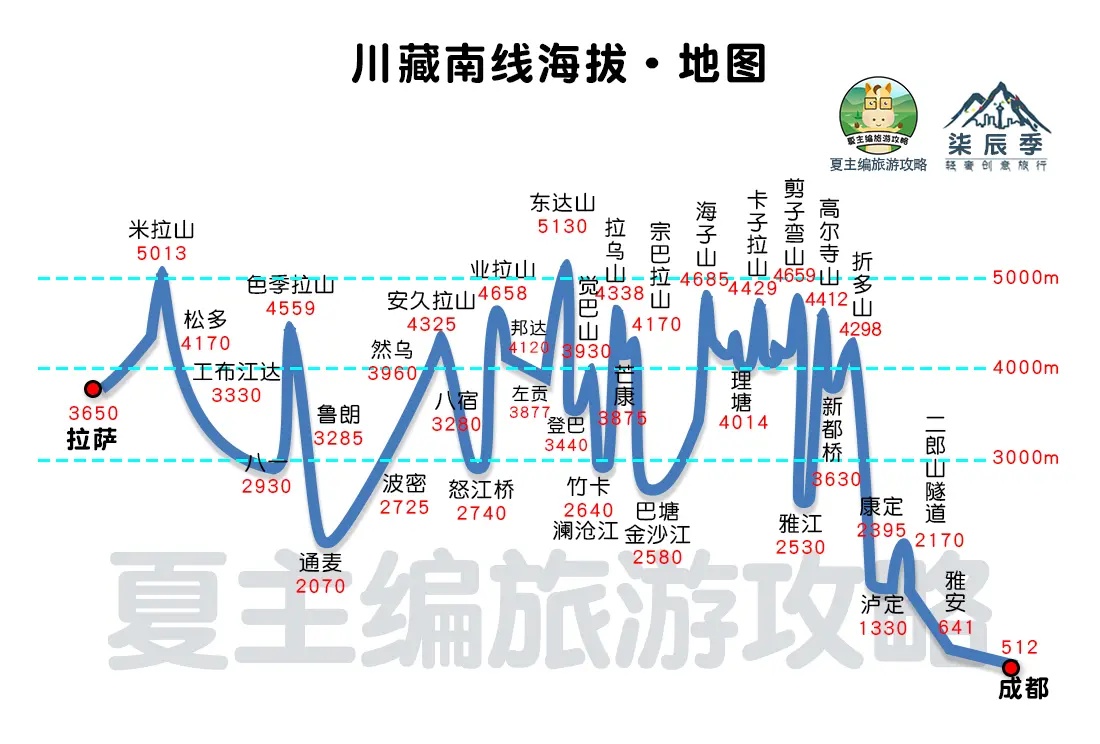 川藏南线海拔·地图
夏主编旅游攻略
夏主编旅游攻略
柒辰季
轻奢创意旅行
5000m
4000m
3000m
3650
拉萨
米拉山
5013
松多
4170
工布江达
3330
八一
2930
色季拉山
4559
鲁朗
3285
通麦
2070
波密
2725
然乌
3960
安久拉山
4325
八宿
3280
怒江桥
2740
业拉山
4658
邦达
4120
左贡
3877
东达山
5130
登巴
3440
觉巴山
3930
竹卡
2640
澜沧江
拉乌山
4338
芒康
3875
宗巴拉山
4170
巴塘
金沙江
2580
海子山
4685
理塘
4014
卡子拉山
4429
剪子弯山
4659
雅江
2530
高尔寺山
4412
新都桥
3630
折多山
4298
康定
2395
泸定
1330
二郎山隧道
2170
雅安
641
512
成都
夏主编旅游攻略